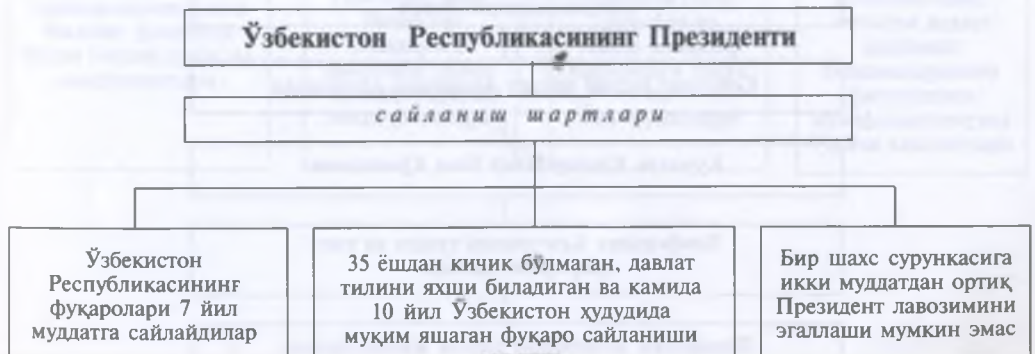 Ўзбекистон Республикасининг Президенти
сайланиш шартлари
Ўзбекистон
Республикасининг
фуқаролари 7 йил
муддатга сайлайдилар
35 ёшдан кичик бўлмаган, давлат
тилини яхши биладиган ва камида
10 йил Ўзбекистон ҳудудида
муқим яшаган фуқаро сайланиши
Бир шахс сурункасига
икки муддатдан ортиқ
Президент лавозимини
эгаллаши мумкин эмас